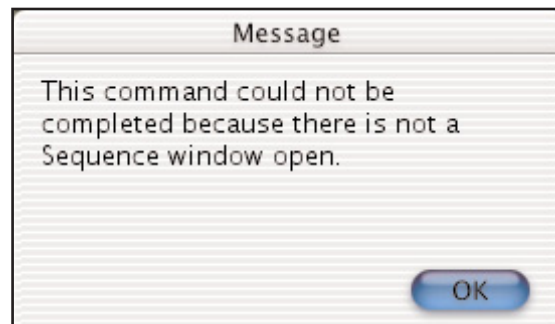 Message
This command could not be
completed because there is not a
Sequence window open.
OK